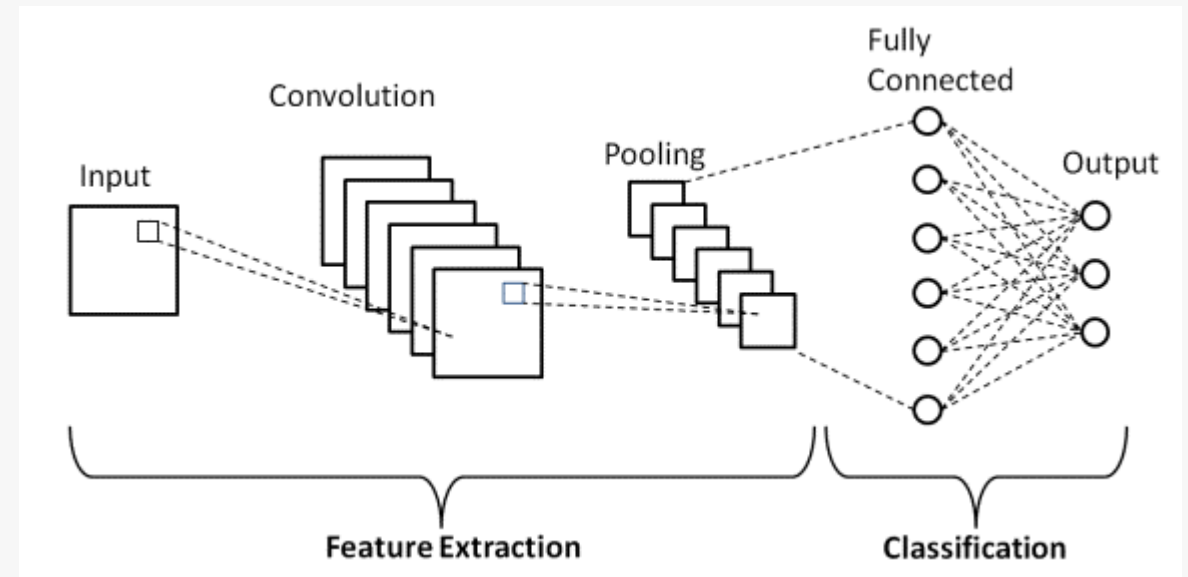 Input
Convolution
Pooling
Fully
Connected
Output
Feature Extraction
Classification